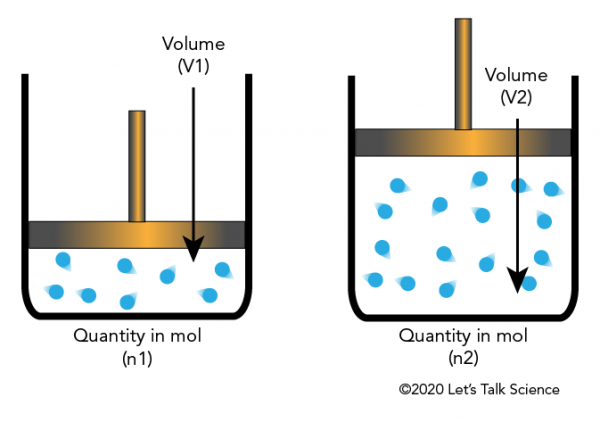 Volume
(V1)
Volume
(V2)
Quantity in mol
(n1)
Quantity in mol
(n2)
©2020 Let's Talk Science